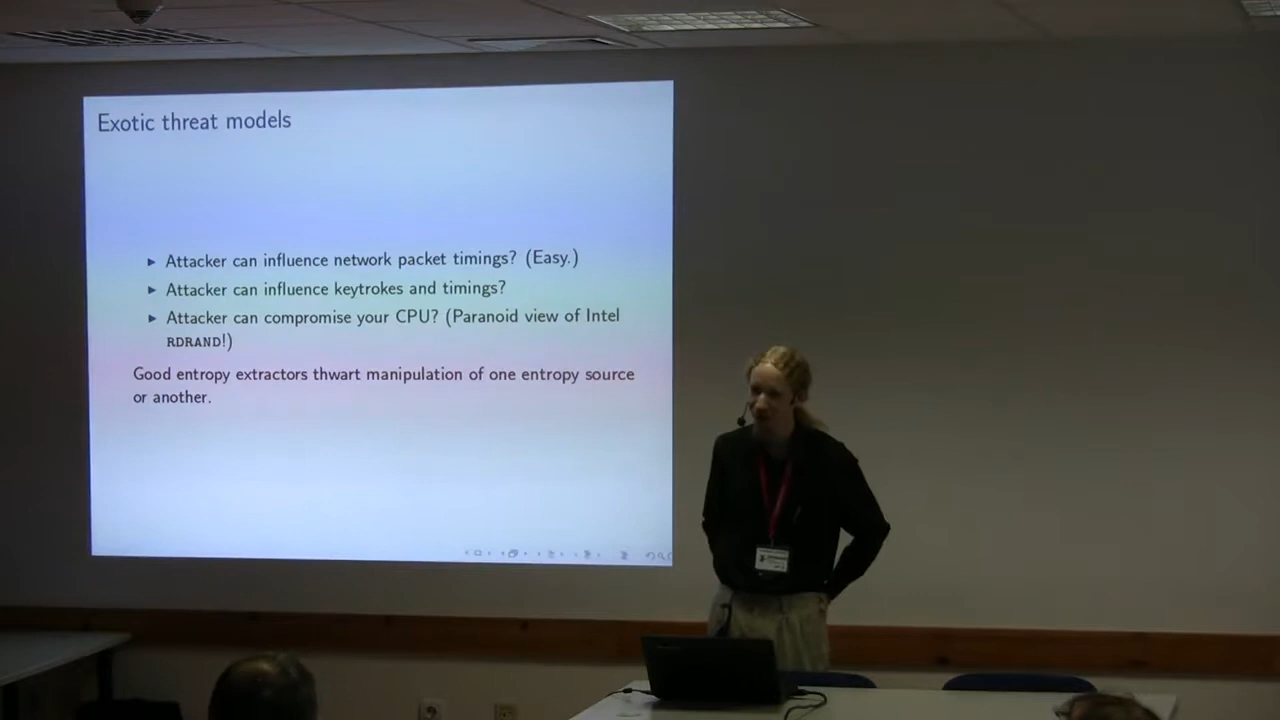 Exotic threat models
▶ Attacker can influence network packet timings? (Easy.)
▶ Attacker can influence keytrokes and timings?
▶ Attacker can compromise your CPU? (Paranoid view of Intel
RDRAND!)
Good entropy extractors thwart manipulation of one entropy source
or another.